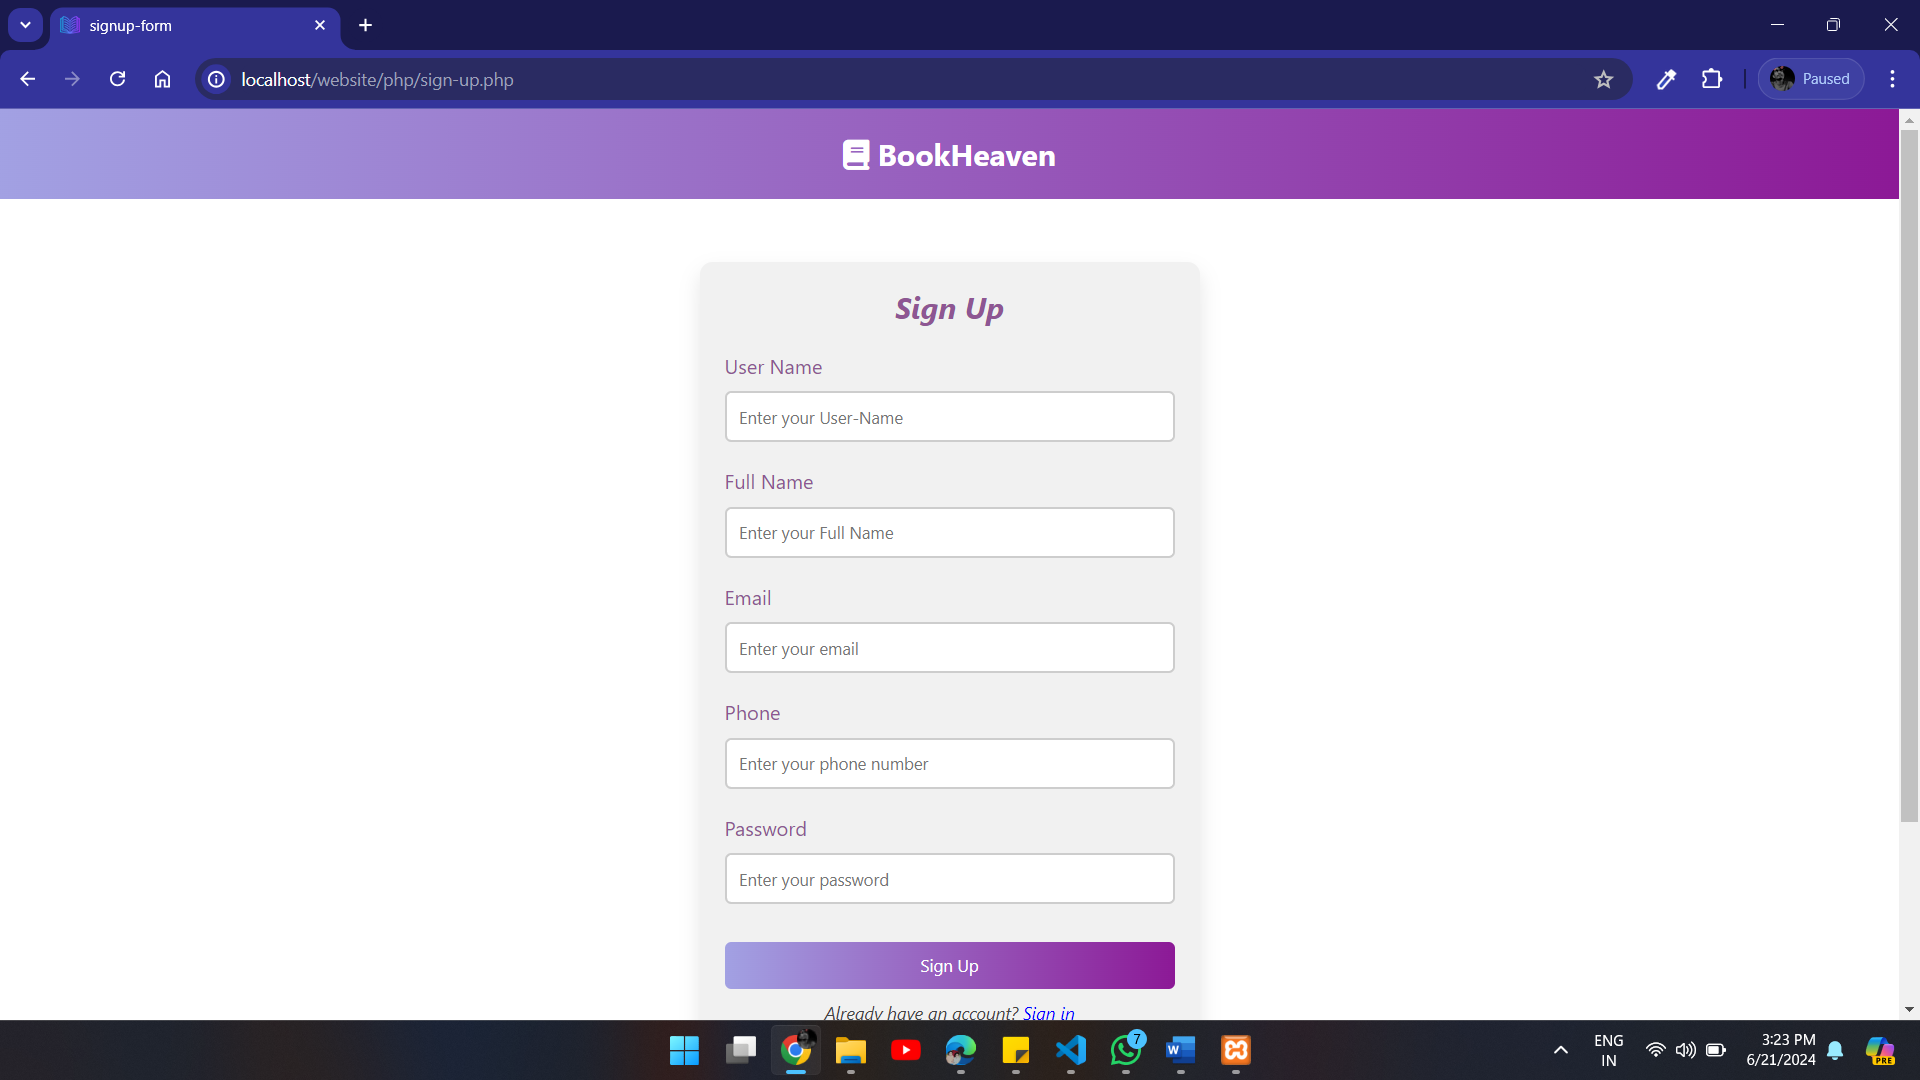 signup-form
localhost/website/php/sign-up.php
Paused
BookHeaven
Sign Up
User Name
Enter your User-Name
Full Name
Enter your Full Name
Email
Enter your email
Phone
Enter your phone number
Password
Enter your password
Sign Up
Already have an account? Sign in
7
W
PRE
ENG
IN
3:23 PM
6/21/2024